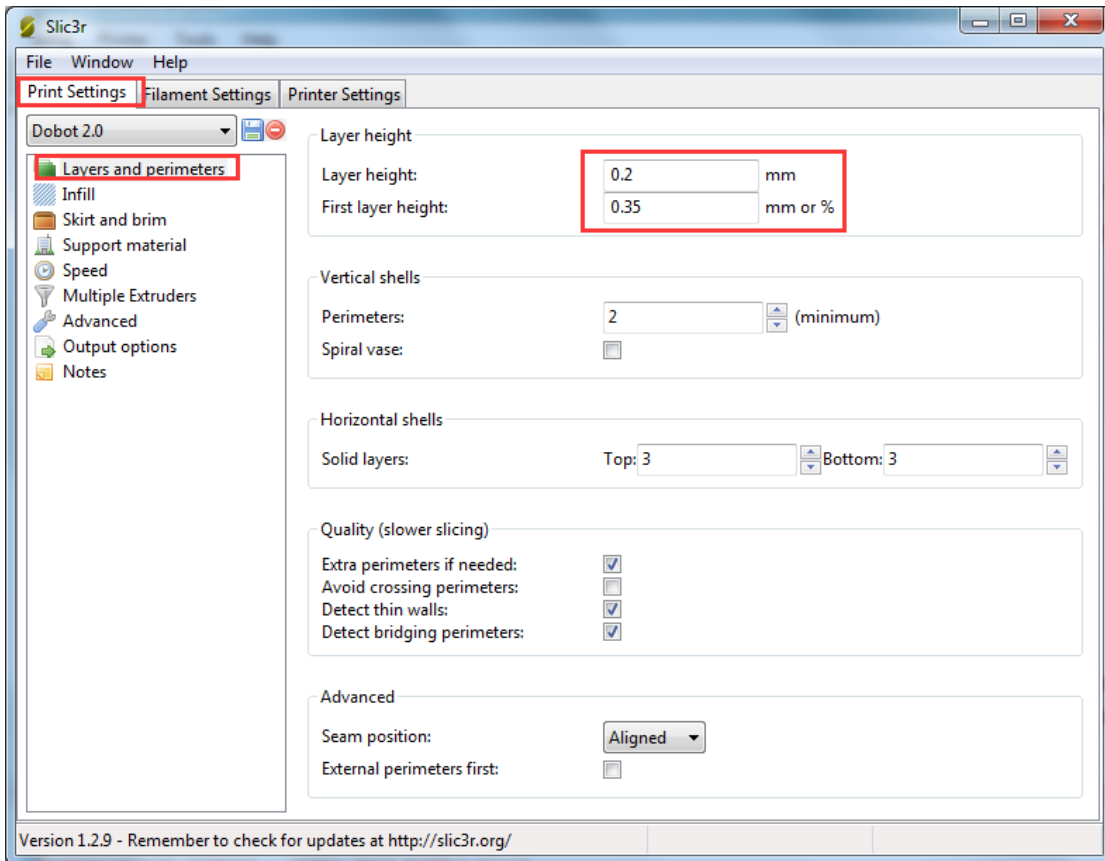 Slic3r
File Window Help
Print Settings Filament Settings Printer Settings
Dobot 2.0
Layers and perimeters
Infill
Skirt and brim
Support material
Speed
Multiple Extruders
Advanced
Output options
Notes
Layer height
Layer height: 0.2 mm
First layer height: 0.35 mm or %
Vertical shells
Perimeters: 2 (minimum)
Spiral vase:
Horizontal shells
Solid layers: Top: 3 Bottom: 3
Quality (slower slicing)
Extra perimeters if needed:
Avoid crossing perimeters:
Detect thin walls:
Detect bridging perimeters:
Advanced
Seam position: Aligned
External perimeters first:
Version 1.2.9 - Remember to check for updates at http://slic3r.org/